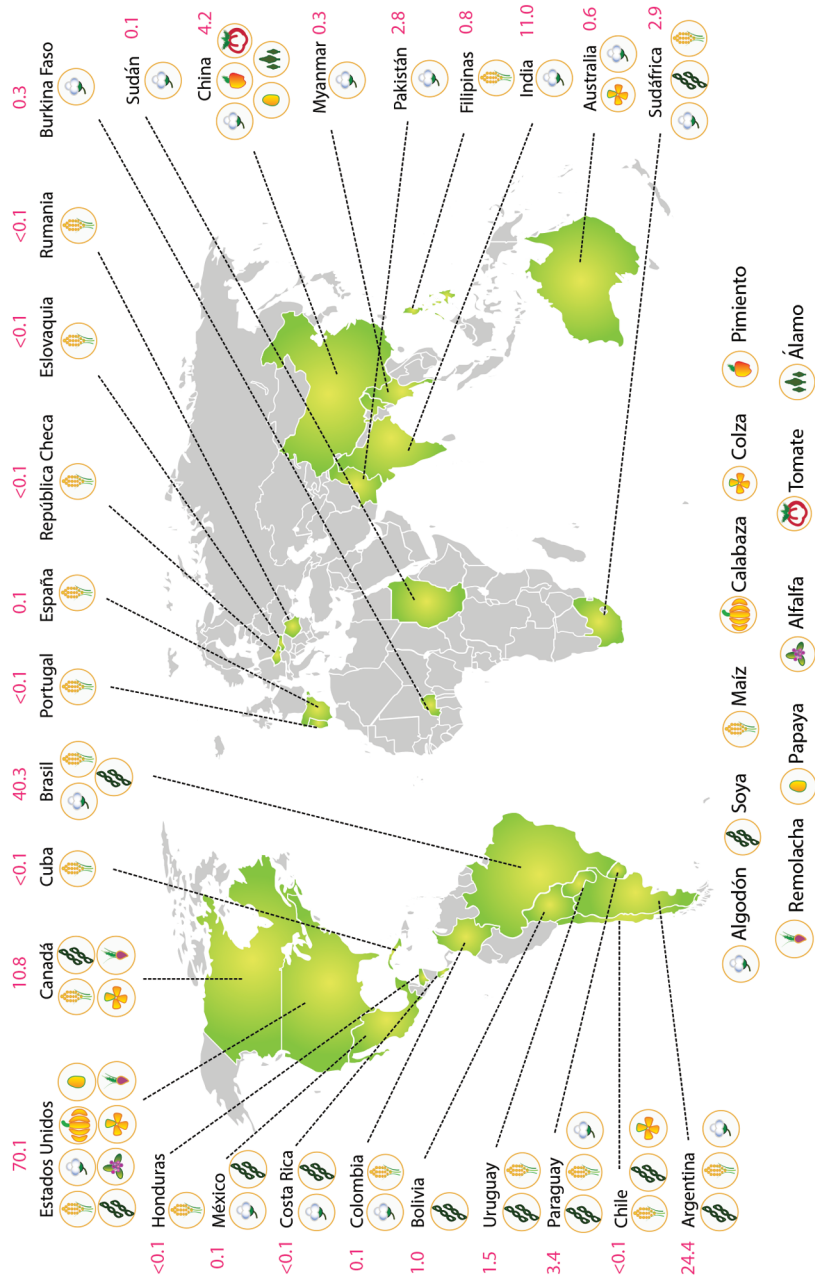 70.1
Estados Unidos
10.8
Canadá
<0.1
Cuba
40.3
Brasil
<0.1
Portugal
0.1
España
<0.1
República Checa
<0.1
Eslovaquia
<0.1
Rumania
0.3
Burkina Faso
Sudán
0.1
China
4.2
Myanmar
0.3
Pakistán
2.8
Filipinas
0.8
India
11.0
Australia
0.6
Sudáfrica
2.9
<0.1
Honduras
0.1
México
<0.1
Costa Rica
0.1
Colombia
1.0
Bolivia
1.5
Uruguay
3.4
Paraguay
<0.1
Chile
24.4
Argentina
Algodón Soya Maíz Calabaza Colza Pimiento
Remolacha Papaya Alfalfa Tomate Álamo